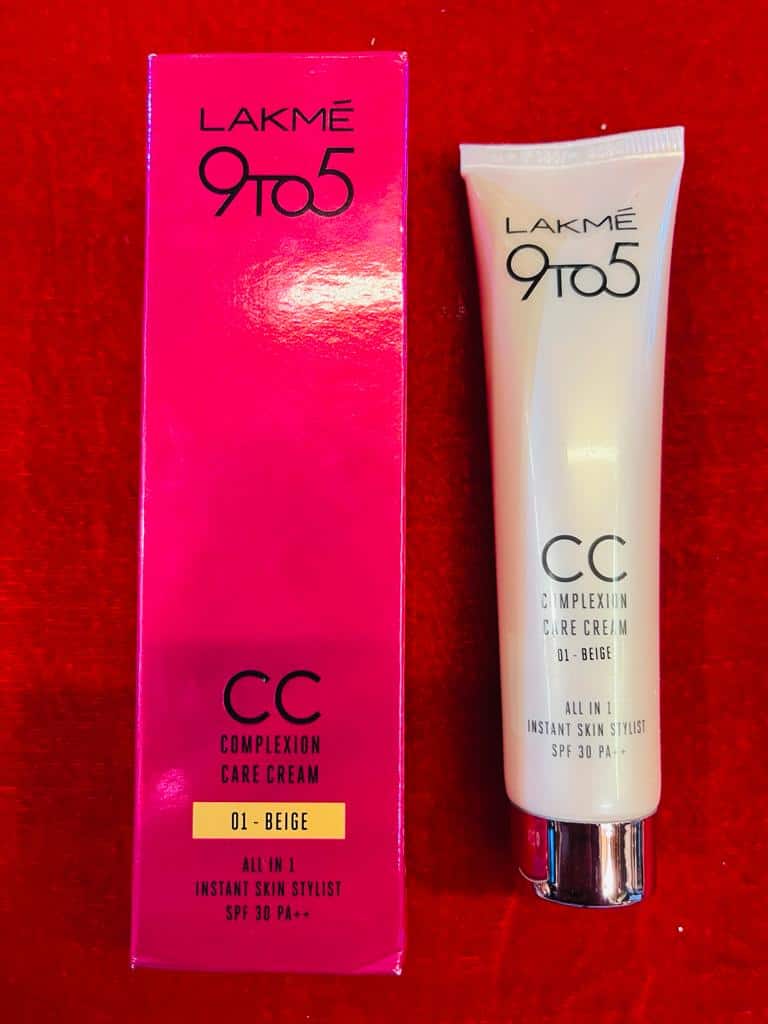 LAKMÉ
9TO5
CC
COMPLEXION
CARE CREAM
01 - BEIGE
ALL IN 1
INSTANT SKIN STYLIST
SPF 30 PA++
LAKMÉ
9TO5
CC
COMPLEXION
CARE CREAM
01 - BEIGE
ALL IN 1
INSTANT SKIN STYLIST
SPF 30 PA++